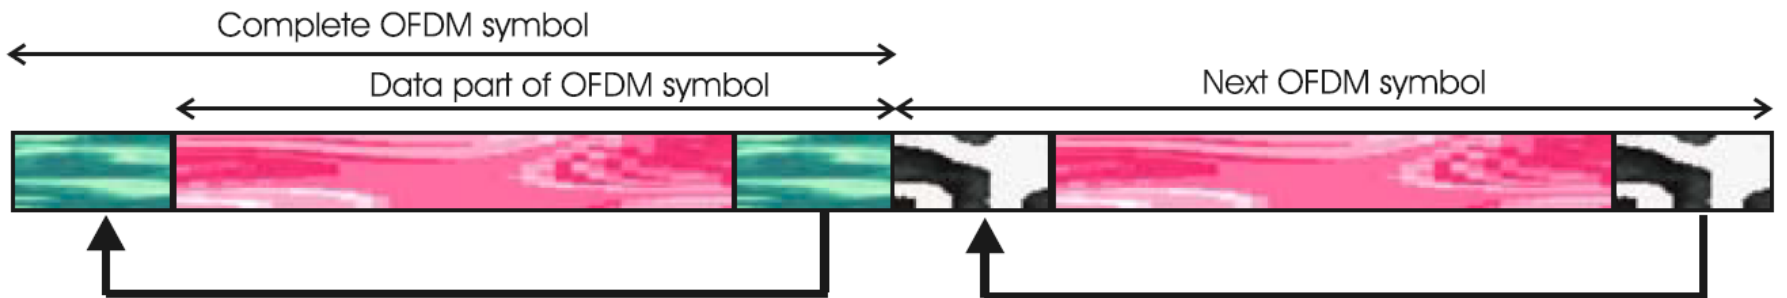 Complete OFDM symbol
Data part of OFDM symbol
Next OFDM symbol